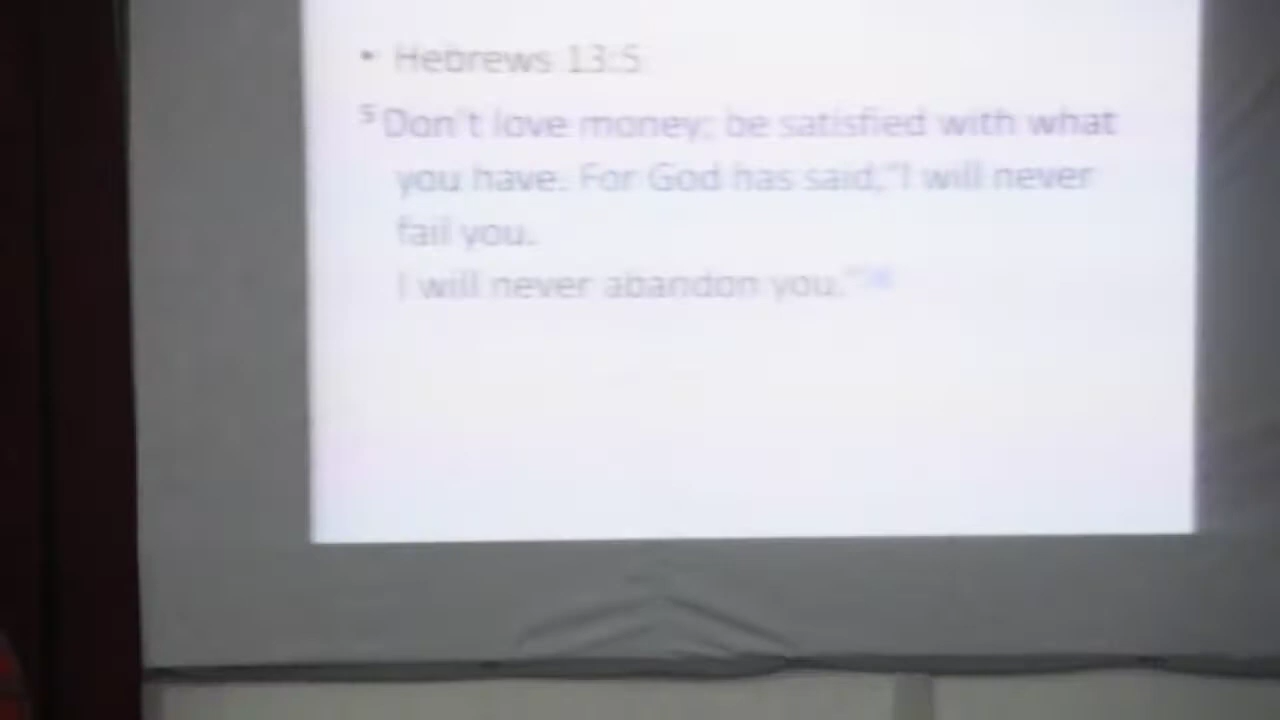 • Hebrews 13:5
5 Don't love money; be satisfied with what
you have. For God has said, "I will never
fail you.
I will never abandon you."